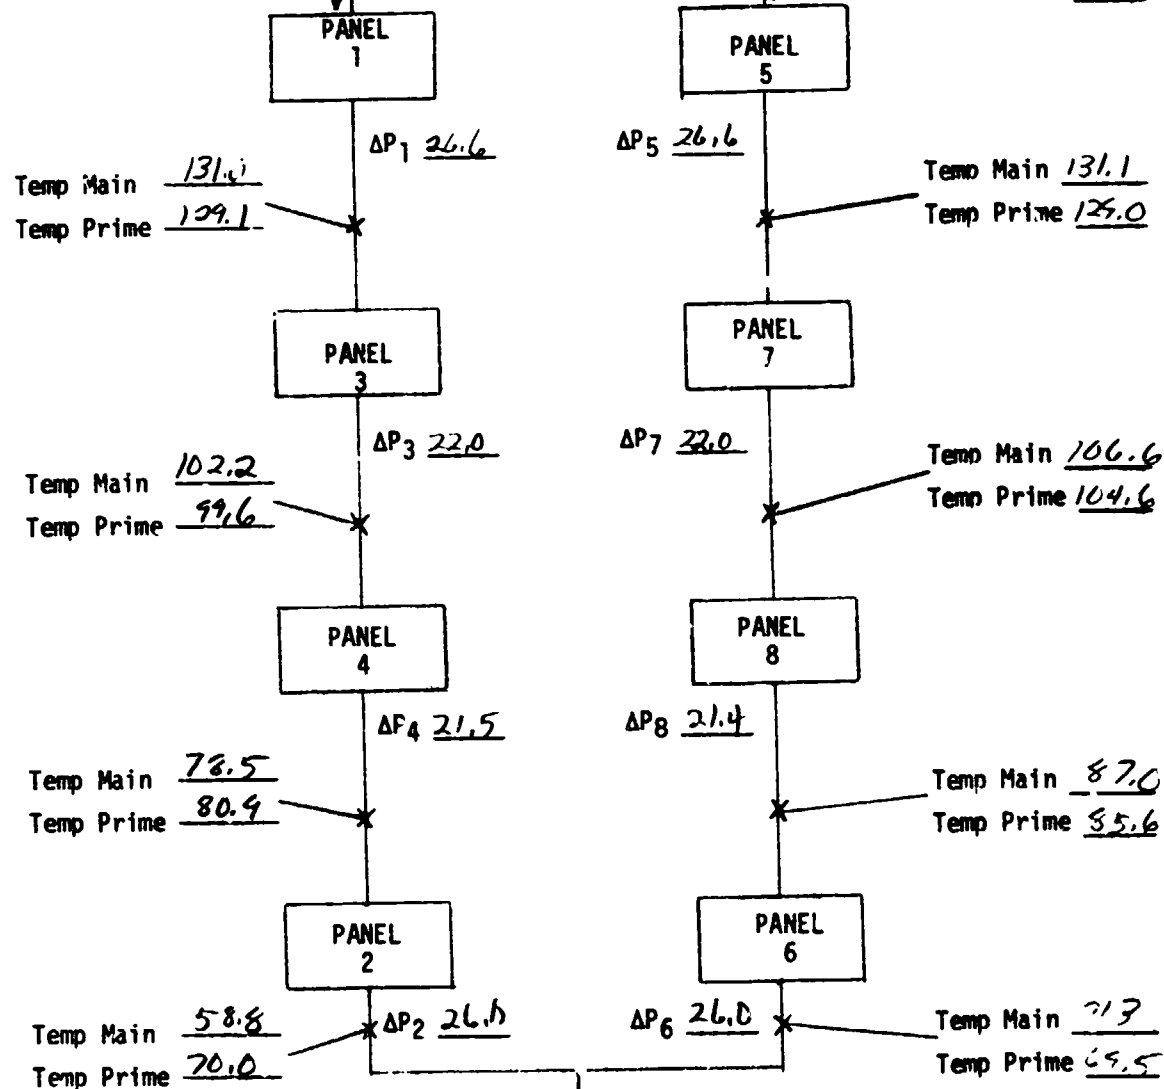 PANEL
1
ΔP1 26.6
Temp Main
Temp Prime 129.1
PANEL
3
ΔP3 22.0
Temp Main 102.2
Temp Prime 99.6
PANEL
4
ΔP4 21.5
Temp Main 78.5
Temp Prime 80.9
PANEL
2
ΔP2 26.0
Temp Main 58.8
Temp Prime 70.0
PANEL
5
ΔP5 26.6
Temp Main 131.1
Temp Prime 129.0
PANEL
7
ΔP7 22.0
Temp Main 106.6
Temp Prime 104.6
PANEL
8
ΔP8 21.4
Temp Main 87.0
Temp Prime 85.6
PANEL
6
ΔP6 26.0
Temp Main
Temp Prime